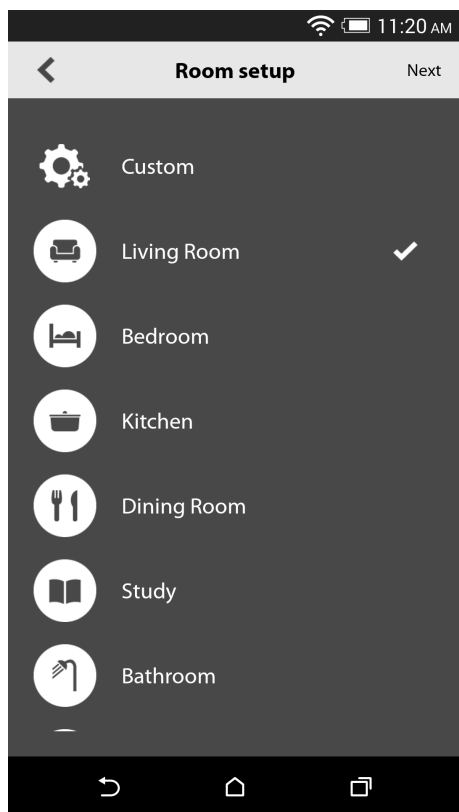 11:20 AM
Room setup Next
Custom
Living Room
Bedroom
Kitchen
Dining Room
Study
Bathroom